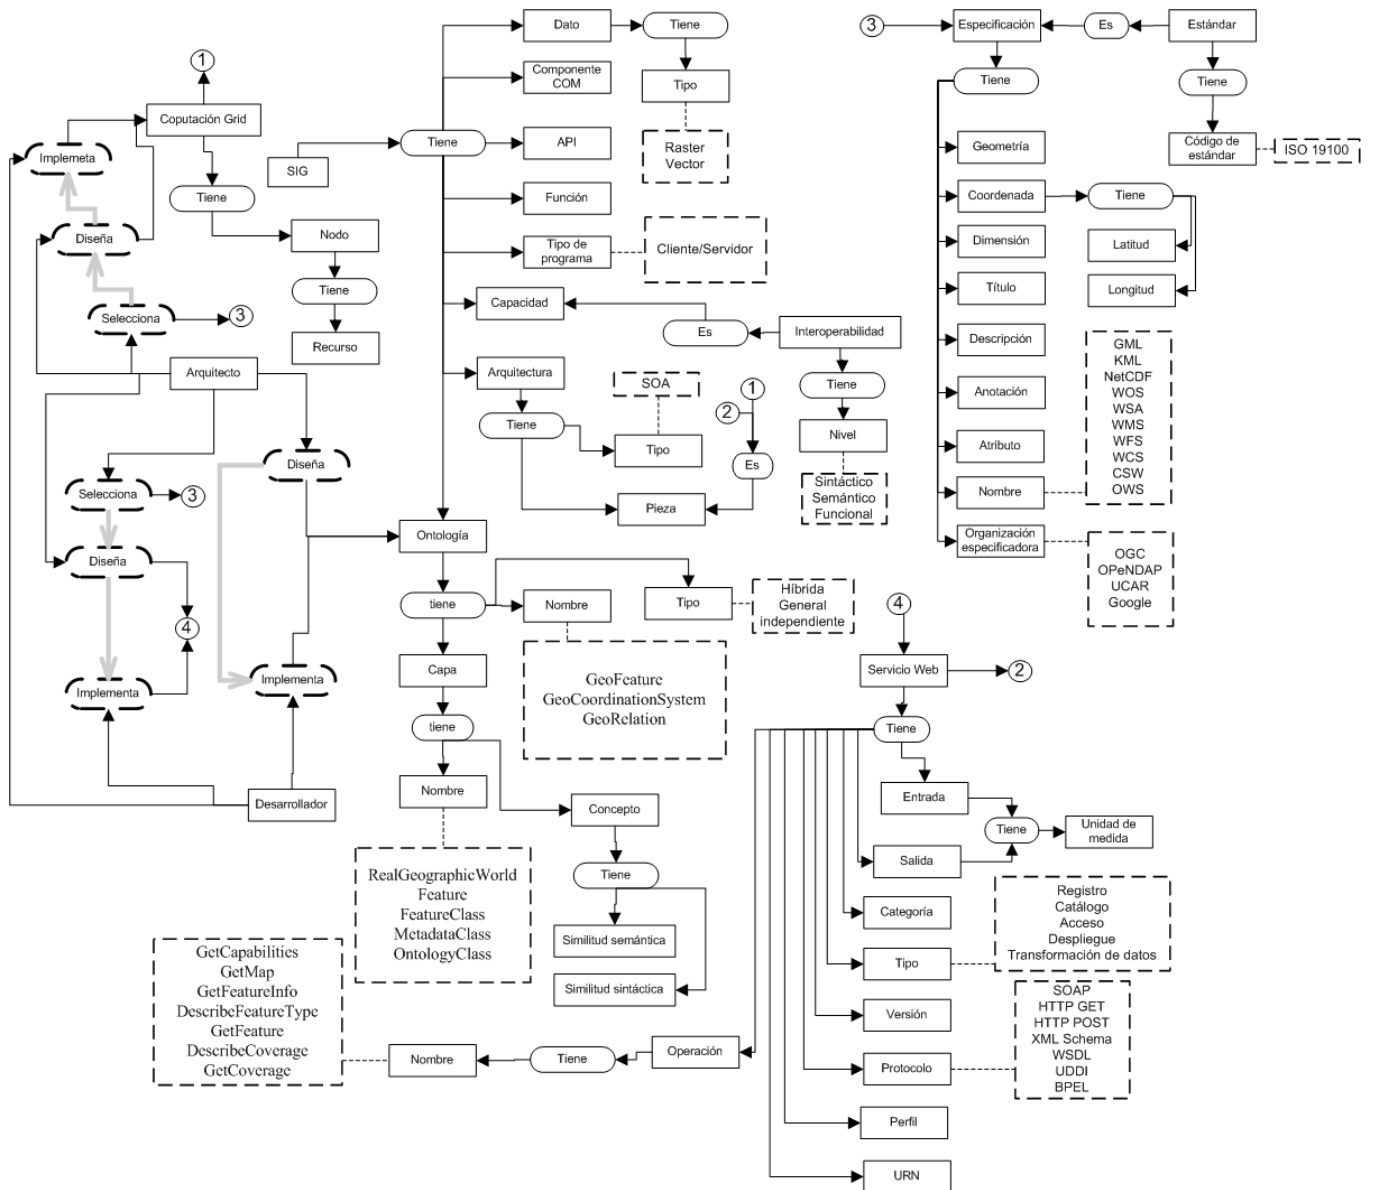 1
Coputación Grid
Implemeta
Tiene
Diseña
Nodo
Tiene
Selecciona
3
Recurso
Arquitecto
Diseña
Selecciona
3
Diseña
4
Implementa
Implementa
Desarrollador
SIG
Tiene
Dato
Tiene
Tipo
Raster
Vector
Componente
COM
API
Función
Tipo de
programa
Cliente/Servidor
Capacidad
Es
Interoperabilidad
Tiene
Nivel
Sintáctico
Semántico
Funcional
Arquitectura
Tiene
SOA
Tipo
1
2
Es
Pieza
Ontología
tiene
Nombre
GeoFeature
GeoCoordinationSystem
GeoRelation
Tipo
Híbrida
General
independiente
Capa
tiene
Nombre
RealGeographicWorld
Feature
FeatureClass
MetadataClass
OntologyClass
Concepto
Tiene
Similitud semántica
Similitud sintáctica
3
Especificación
Es
Estándar
Tiene
Tiene
Código de
estándar
ISO 19100
Geometría
Coordenada
Tiene
Latitud
Longitud
Dimensión
Título
Descripción
Anotación
Atributo
Nombre
GML
KML
NetCDF
WOS
WSA
WMS
WFS
WCS
CSW
OWS
Organización
especificadora
OGC
OPeNDAP
UCAR
Google
4
Servicio Web
2
Tiene
Entrada
Tiene
Unidad de
medida
Salida
Categoría
Tipo
Registro
Catálogo
Acceso
Despliegue
Transformación de datos
Versión
Protocolo
SOAP
HTTP GET
HTTP POST
XML Schema
WSDL
UDDI
BPEL
Perfil
URN
Operación
Tiene
Nombre
GetCapabilities
GetMap
GetFeatureInfo
DescribeFeatureType
GetFeature
DescribeCoverage
GetCoverage